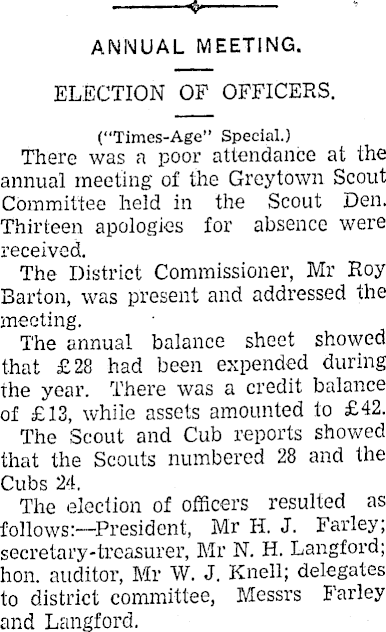 ANNUAL MEETING.
ELECTION OF OFFICERS.
("Times-Age" Special.)
There was a poor attendance at the
annual meeting of the Greytown Scout
Committee held in the Scout Den.
Thirteen apologies for absence were
received.
The District Commissioner, Mr Roy
Barton, was present and addressed the
meeting.
The annual balance sheet showed
that £28 had been expended during
the year. There was a credit balance
of £13, while assets amounted to £42.
The Scout and Cub reports showed
that the Scouts numbered 28 and the
Cubs 24.
The election of officers resulted as
follows:—President, Mr H. J. Farley;
secretary-treasurer, Mr N. H. Langford;
hon. auditor, Mr W. J. Knell; delegates
to district committee, Messrs Farley
and Langford.